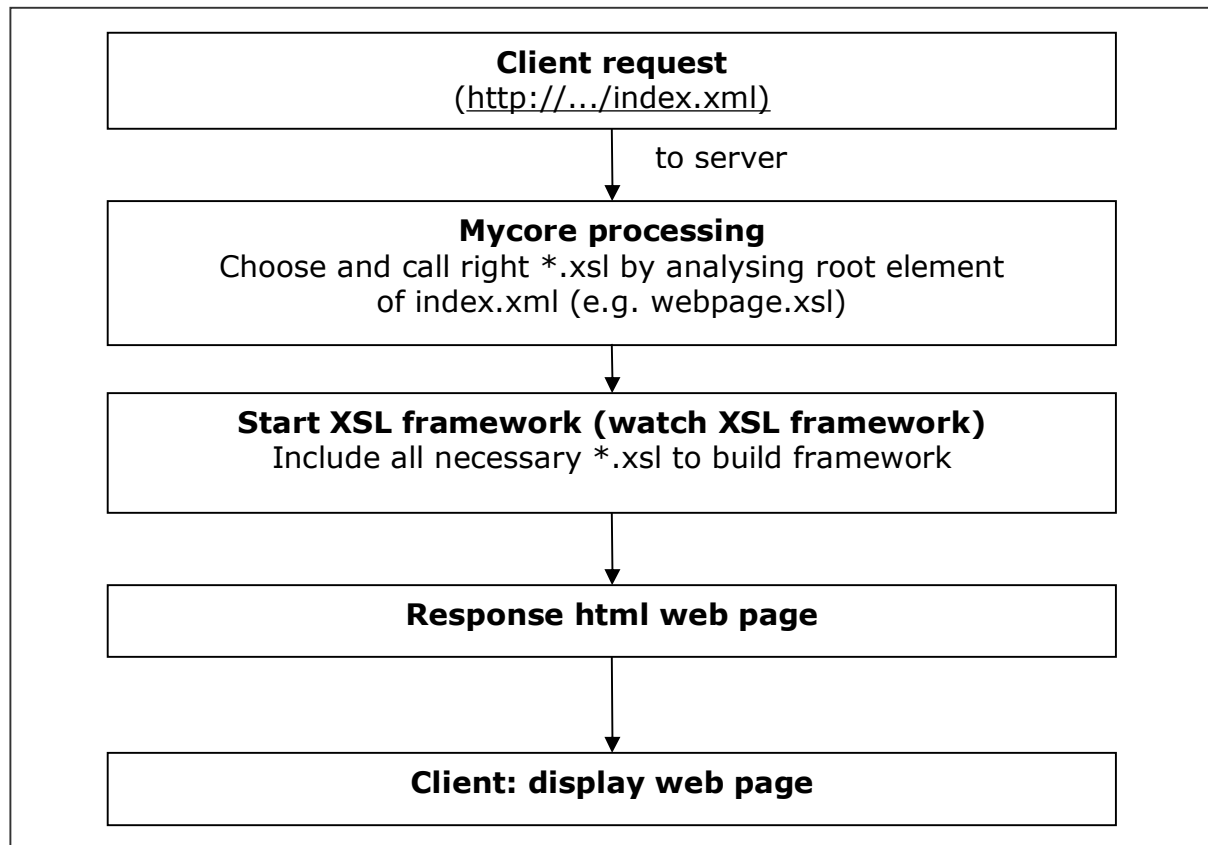 Client request
(http://.../index.xml)
to server
Mycore processing
Choose and call right *.xsl by analysing root element
of index.xml (e.g. webpage.xsl)
Start XSL framework (watch XSL framework)
Include all necessary *.xsl to build framework
Response html web page
Client: display web page